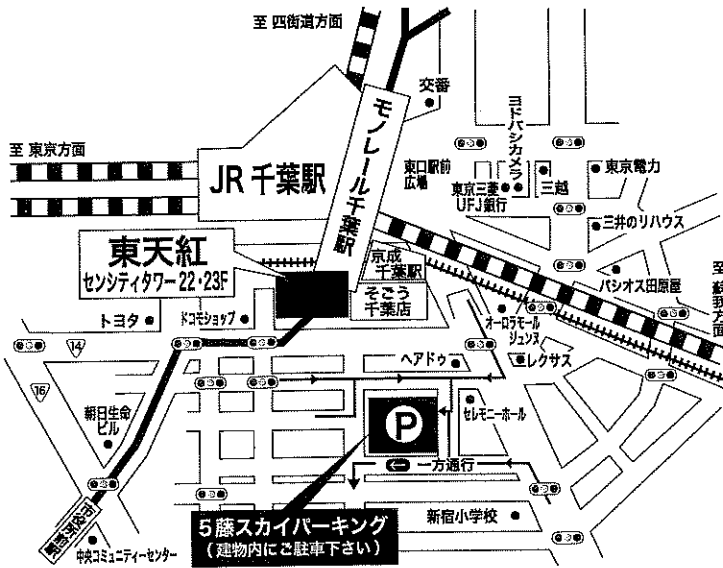 至 四街道方面
交番
モノレール千葉駅
ヨドバシカメラ
至 東京方面
JR 千葉駅
東口駅前
広場
東京三菱
UFJ銀行
三越
東京電力
三井のリハウス
東天紅
センシティタワー22・23F
京成
千葉駅
そごう
千葉店
パシオス田原屋
至 蘇我方面
トヨタ
ドコモショップ
オーロラモール
ジュンヌ
レクサス
14
16
ヘアドゥ
朝日生命
ビル
P
セレモニーホール
一方通行
市役所前駅
5藤スカイパーキング
(建物内にご駐車下さい)
新宿小学校
中央コミュニティーセンター